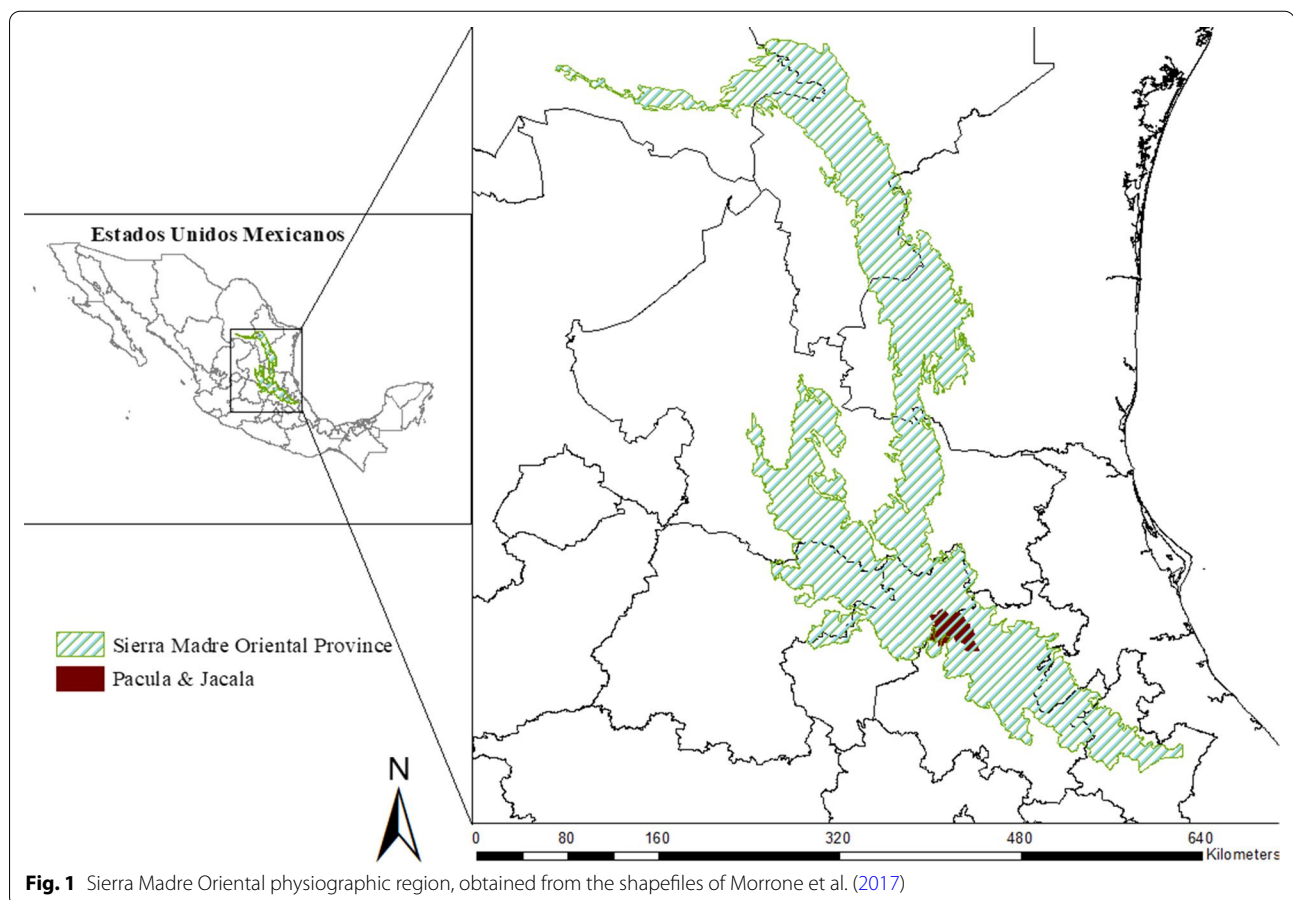 Estados Unidos Mexicanos
Sierra Madre Oriental Province
Pacula & Jacala
N
0 80 160 320 480 640
Kilometers
Fig. 1 Sierra Madre Oriental physiographic region, obtained from the shapefiles of Morrone et al. (2017)